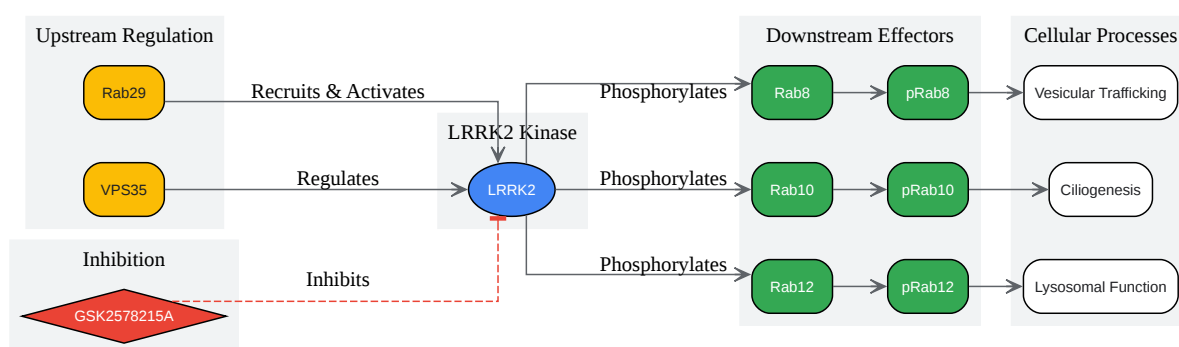 Upstream Regulation
Rab29
VPS35
Inhibition
GSK2578215A
Recruits & Activates
Regulates
Inhibits
LRRK2 Kinase
LRRK2
Phosphorylates
Phosphorylates
Phosphorylates
Downstream Effectors
Rab8
pRab8
Rab10
pRab10
Rab12
pRab12
Cellular Processes
Vesicular Trafficking
Ciliogenesis
Lysosomal Function